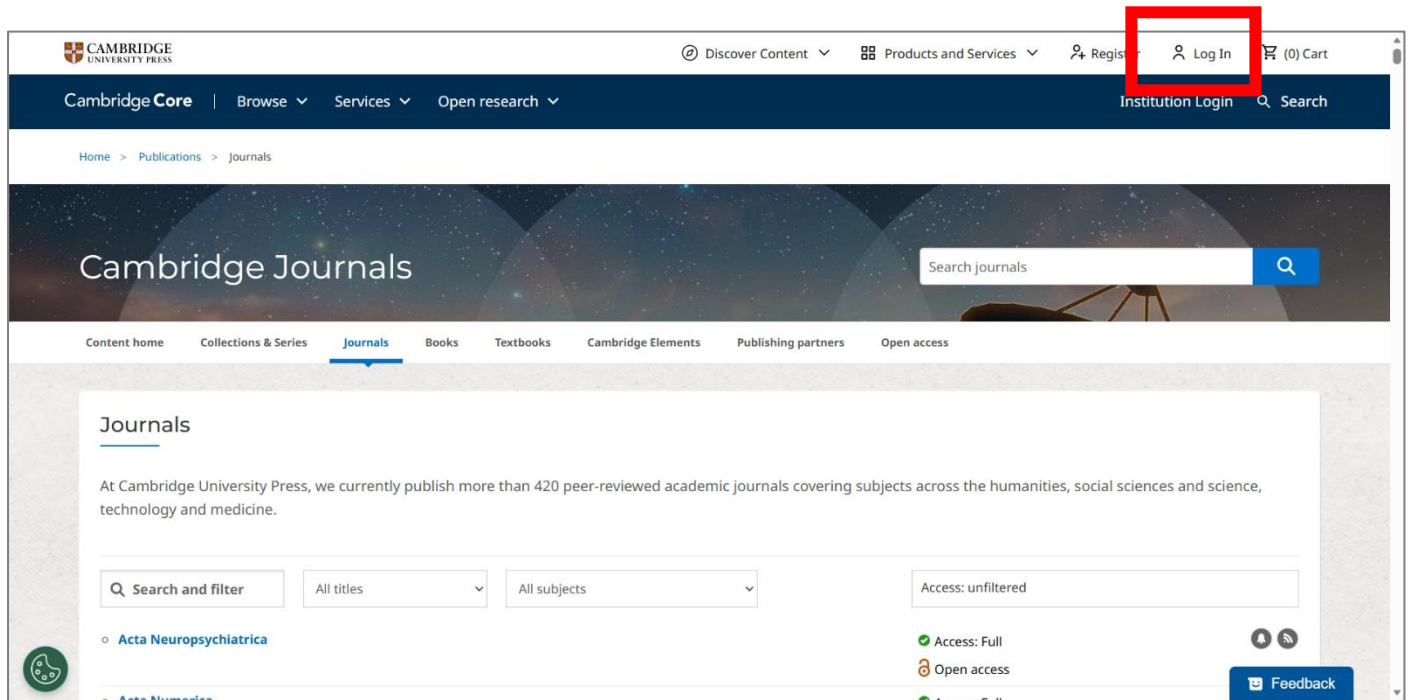 CAMBRIDGE
UNIVERSITY PRESS
Discover Content
Products and Services
Register
Log In
(0) Cart
Cambridge Core
Browse
Services
Open research
Institution Login
Search
Home > Publications > Journals
Cambridge Journals
Search journals
Content home
Collections & Series
Journals
Books
Textbooks
Cambridge Elements
Publishing partners
Open access
Journals
At Cambridge University Press, we currently publish more than 420 peer-reviewed academic journals covering subjects across the humanities, social sciences and science,
technology and medicine.
Search and filter
All titles
All subjects
Access: unfiltered
Acta Neuropsychiatrica
Access: Full
Open access
Feedback